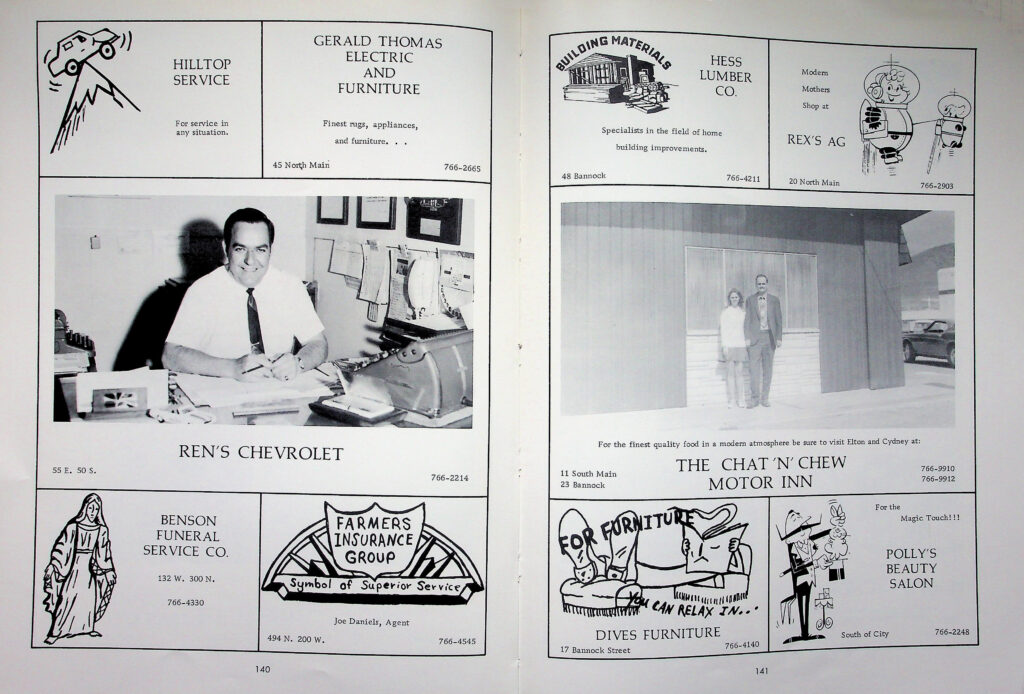 HILLTOP
SERVICE
For service in
any situation.
GERALD THOMAS
ELECTRIC
AND
FURNITURE
Finest rugs, appliances,
and furniture. . .
45 North Main
766-2665
REN'S CHEVROLET
55 E. 50 S.
766-2214
BENSON
FUNERAL
SERVICE CO.
132 W. 300 N.
766-4330
FARMERS
INSURANCE
GROUP
Symbol of Superior Service
Joe Daniels, Agent
494 N. 200 W.
766-4545
140
BUILDING MATERIALS
HESS
LUMBER
CO.
Specialists in the field of home
building improvements.
48 Bannock
766-4211
Modern
Mothers
Shop at
REX'S AG
20 North Main
766-2903
For the finest quality food in a modern atmosphere be sure to visit Elton and Cydney at:
THE CHAT 'N' CHEW
MOTOR INN
11 South Main
23 Bannock
766-9910
766-9912
FOR FURNITURE
YOU CAN RELAX IN...
DIVES FURNITURE
17 Bannock Street
766-4140
For the
Magic Touch!!!
POLLY'S
BEAUTY
SALON
South of City
766-2248
141